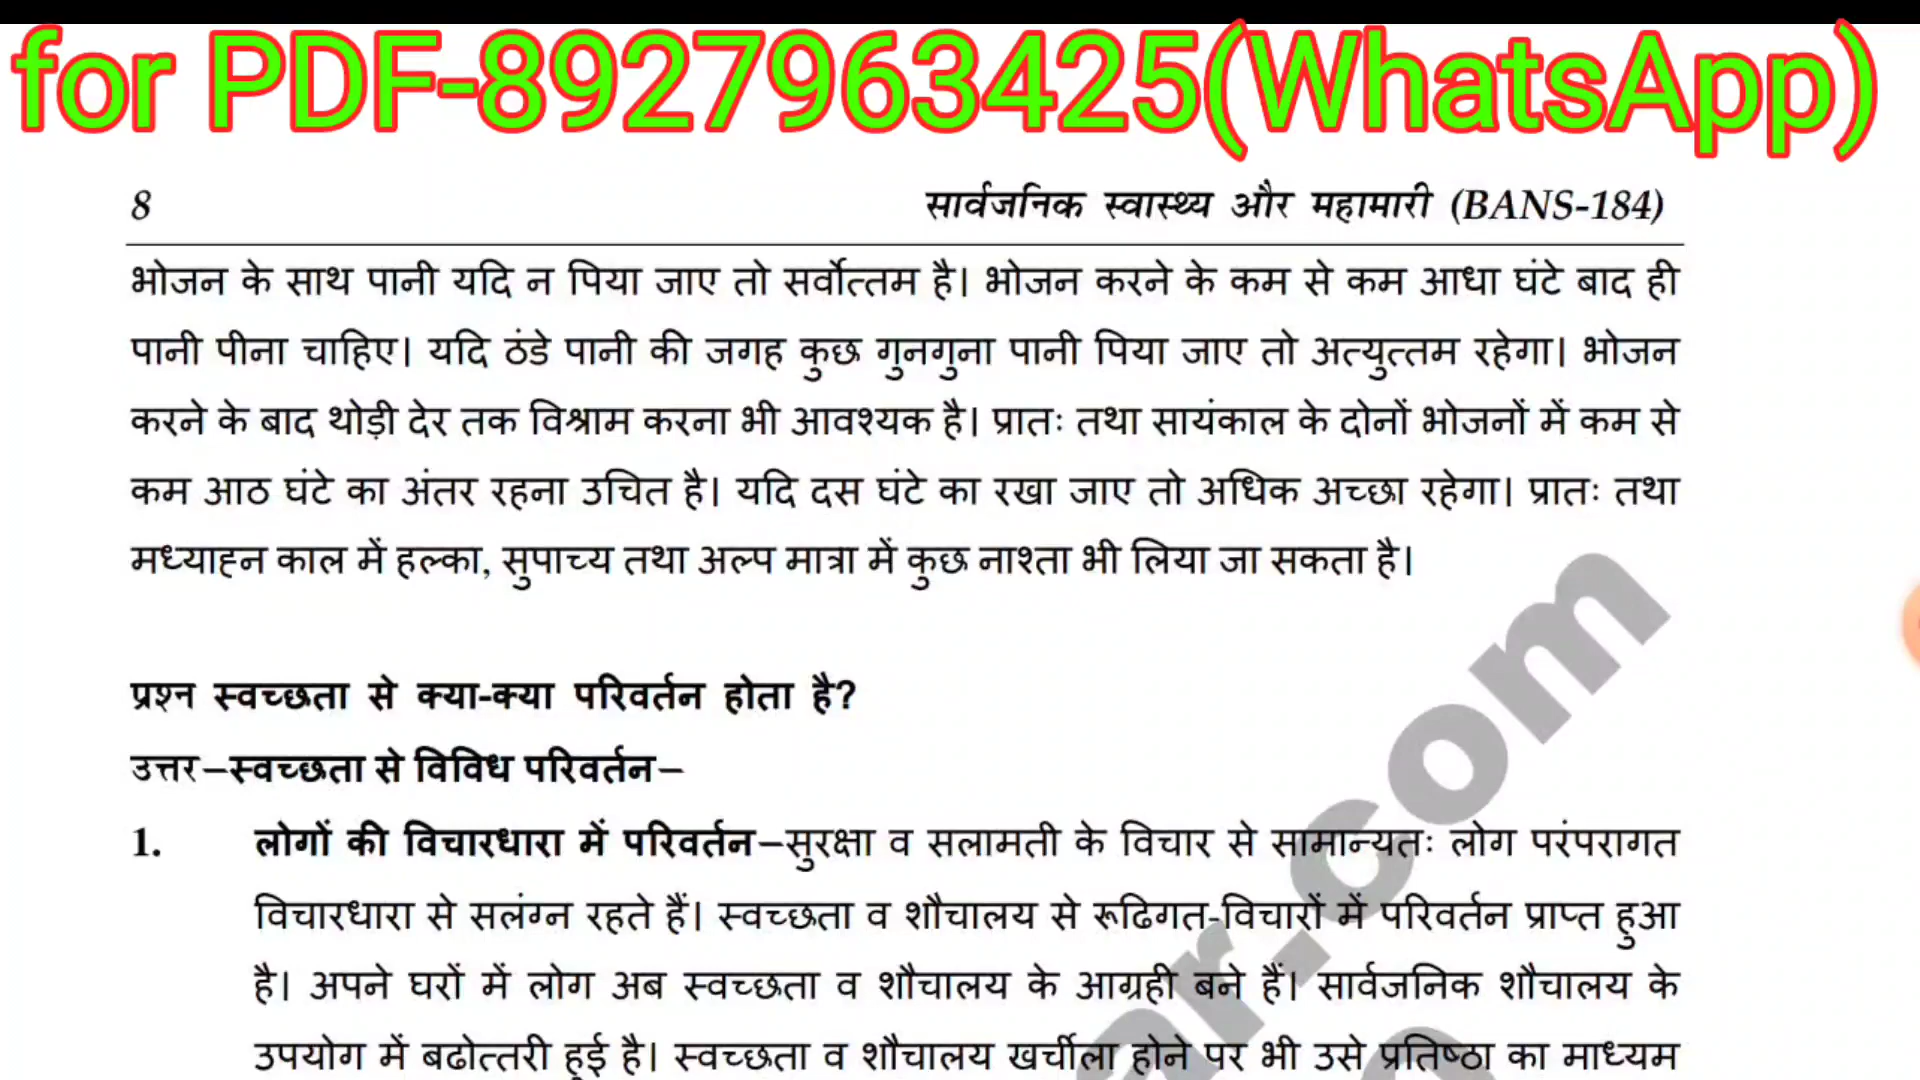 for PDF-8927963425(WhatsApp)
8 सार्वजनिक स्वास्थ्य और महामारी (BANS-184)
भोजन के साथ पानी यदि न पिया जाए तो सर्वोत्तम है। भोजन करने के कम से कम आधा घंटे बाद ही
पानी पीना चाहिए। यदि ठंडे पानी की जगह कुछ गुनगुना पानी पिया जाए तो अत्युत्तम रहेगा। भोजन
करने के बाद थोड़ी देर तक विश्राम करना भी आवश्यक है। प्रातः तथा सायंकाल के दोनों भोजनों में कम से
कम आठ घंटे का अंतर रहना उचित है। यदि दस घंटे का रखा जाए तो अधिक अच्छा रहेगा। प्रातः तथा
मध्याह्न काल में हल्का, सुपाच्य तथा अल्प मात्रा में कुछ नाश्ता भी लिया जा सकता है।
प्रश्न स्वच्छता से क्या-क्या परिवर्तन होता है?
उत्तर–स्वच्छता से विविध परिवर्तन–
1. लोगों की विचारधारा में परिवर्तन–सुरक्षा व सलामती के विचार से सामान्यतः लोग परंपरागत
विचारधारा से सलंग्न रहते हैं। स्वच्छता व शौचालय से रूढिगत-विचारों में परिवर्तन प्राप्त हुआ
है। अपने घरों में लोग अब स्वच्छता व शौचालय के आग्रही बने हैं। सार्वजनिक शौचालय के
उपयोग में बढोत्तरी हुई है। स्वच्छता व शौचालय खर्चीला होने पर भी उसे प्रतिष्ठा का माध्यम
ar.com